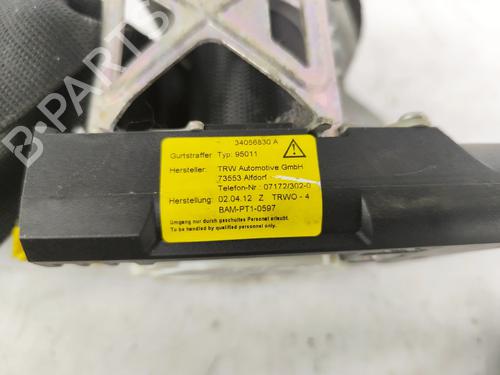 B-PARTS
34056830 A
Gurtstraffer Typ: 95011
Hersteller: TRW Automotive GmbH
73553 Alfdorf
Telefon-Nr.: 07172/302-0
Herstellung: 02.04.12 Z TRWO - 4
BAM-PT1-0597
Umgang nur durch geschultes Personal erlaubt.
To be handled by qualified personnel only.